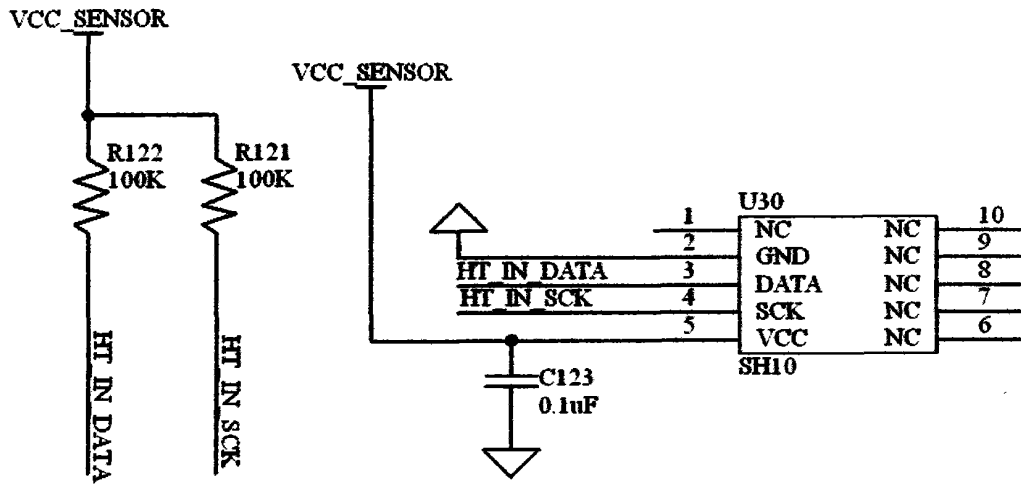 VCC_SENSOR
R122
100K
R121
100K
HT_IN_DATA
HT_IN_SCK
VCC_SENSOR
U30
1 NC NC 10
2 GND NC 9
HT_IN_DATA 3 DATA NC 8
HT_IN_SCK 4 SCK NC 7
5 VCC NC 6
SH10
C123
0.1uF